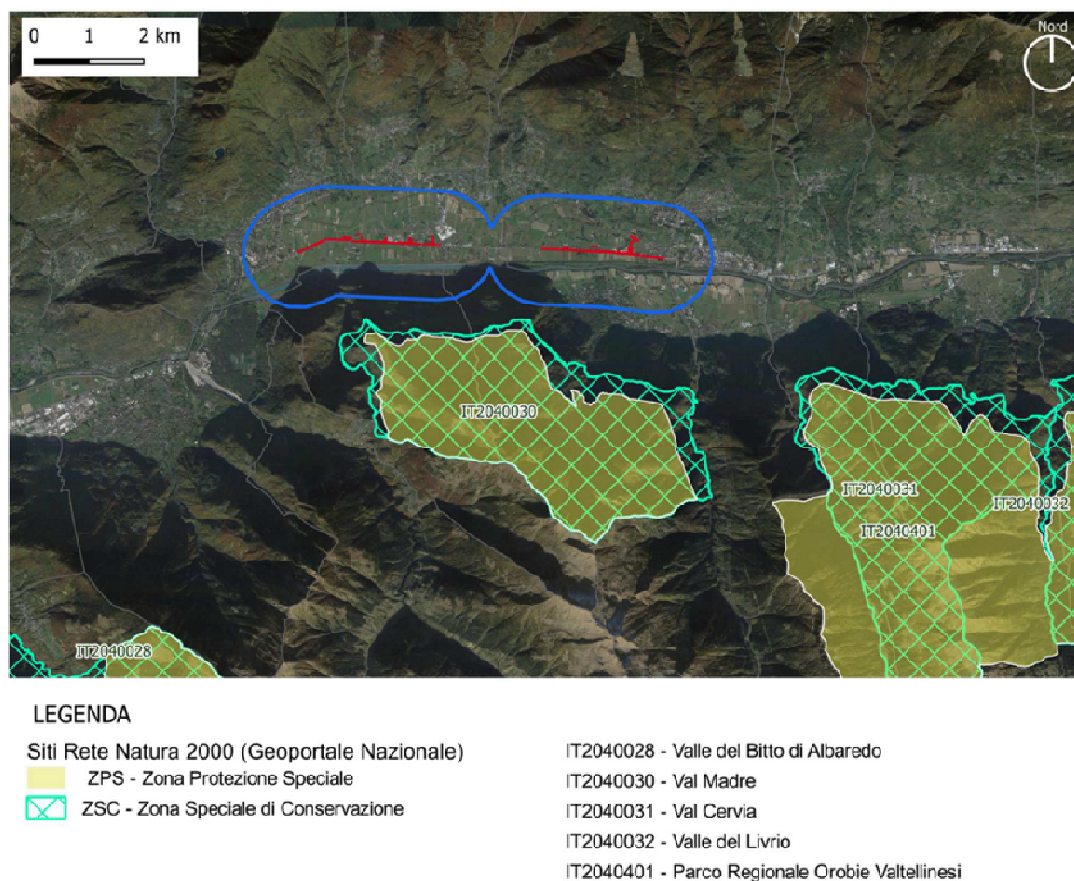 0 1 2 km
Nord
IT2040030
IT2040031
IT2040032
IT2040401
IT2040028
LEGENDA
Siti Rete Natura 2000 (Geoportale Nazionale)
ZPS - Zona Protezione Speciale
ZSC - Zona Speciale di Conservazione
IT2040028 - Valle del Bitto di Albaredo
IT2040030 - Val Madre
IT2040031 - Val Cervia
IT2040032 - Valle del Livrio
IT2040401 - Parco Regionale Orobie Valtellinesi